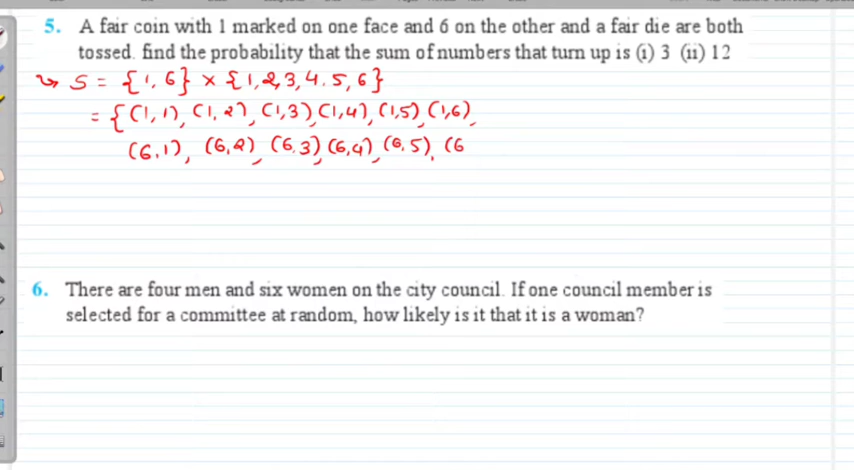 5. A fair coin with 1 marked on one face and 6 on the other and a fair die are both
tossed. find the probability that the sum of numbers that turn up is (i) 3 (ii) 12
↪ S = {1, 6} × {1, 2, 3, 4, 5, 6}
= {(1, 1), (1, 2), (1, 3), (1, 4), (1, 5), (1, 6),
(6, 1), (6, 2), (6, 3), (6, 4), (6, 5), (6
6. There are four men and six women on the city council. If one council member is
selected for a committee at random, how likely is it that it is a woman?